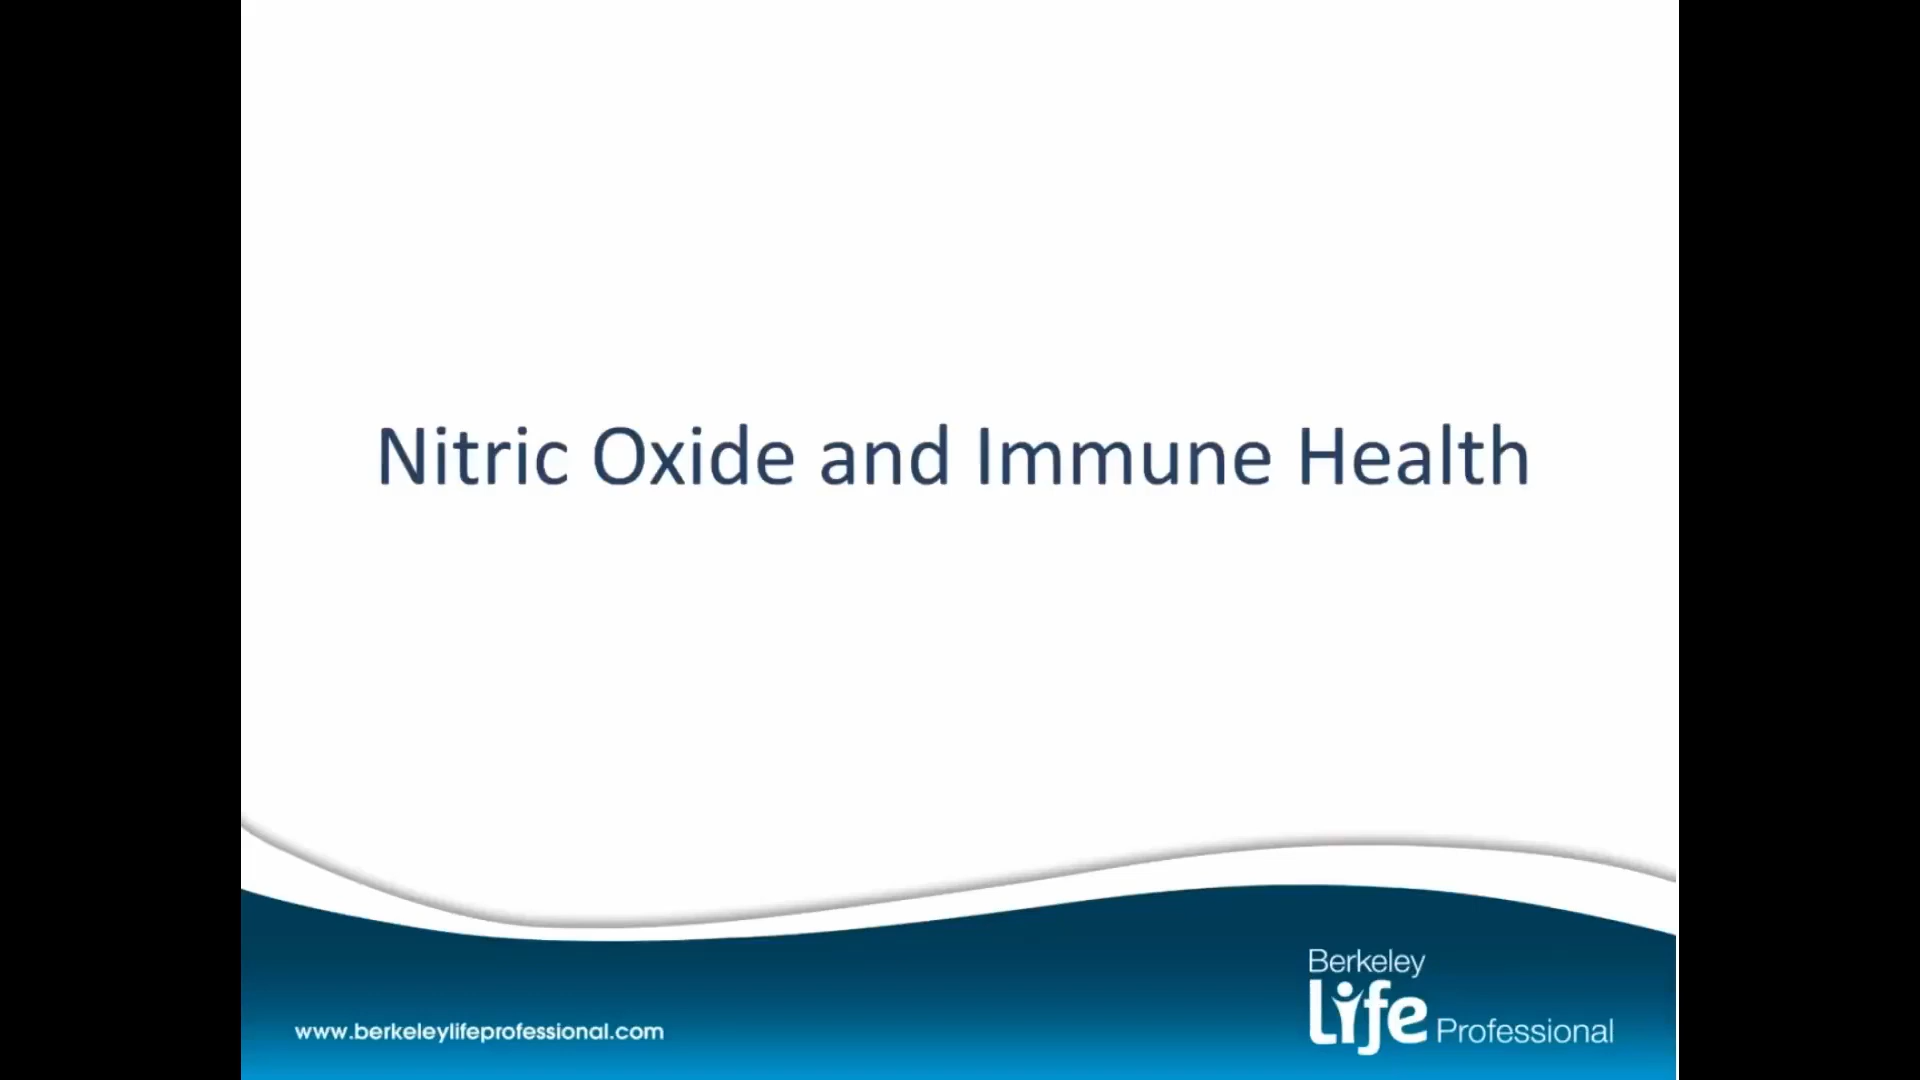 Nitric Oxide and Immune Health
www.berkeleylifeprofessional.com
Berkeley
Life Professional